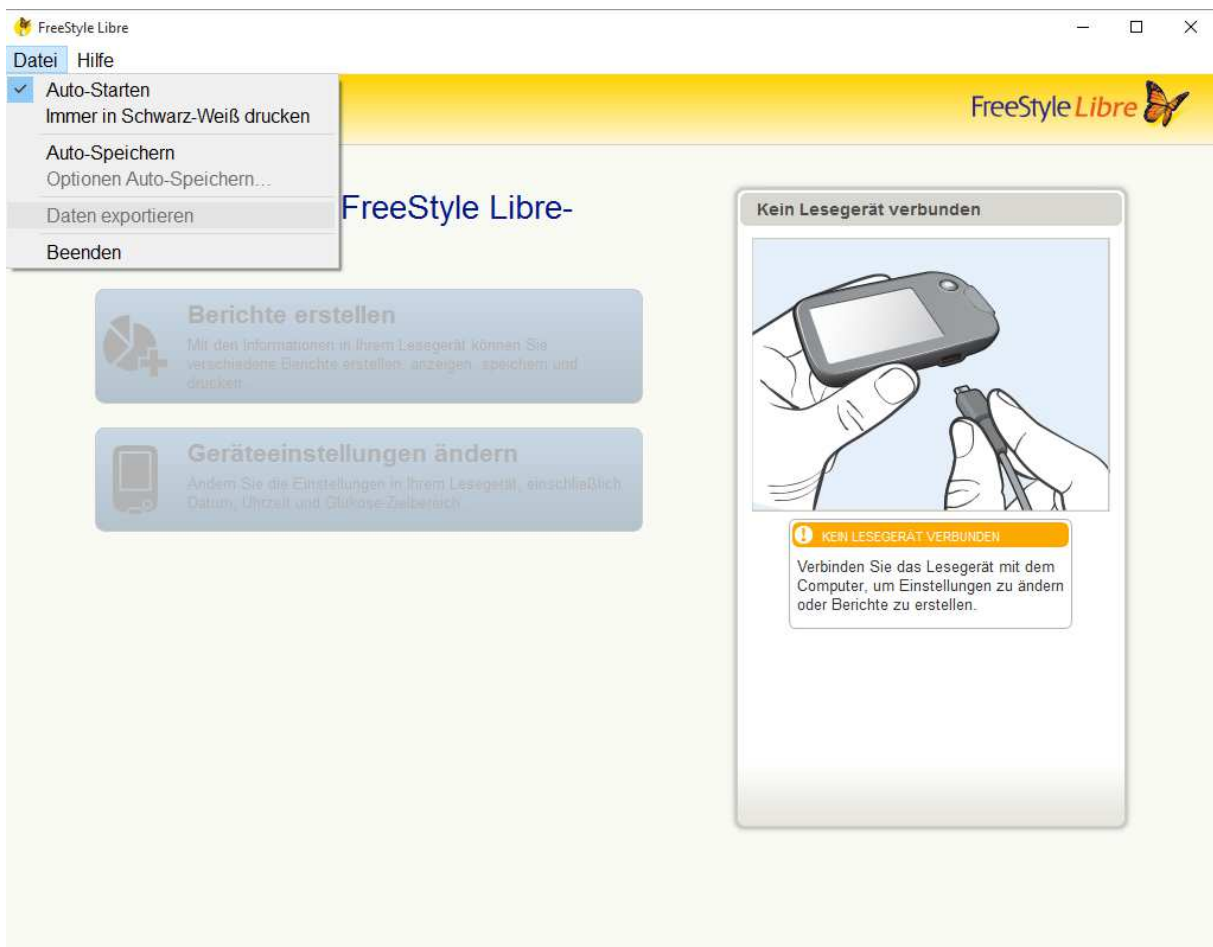 FreeStyle Libre
Datei Hilfe
Auto-Starten
Immer in Schwarz-Weiß drucken
Auto-Speichern
Optionen Auto-Speichern...
Daten exportieren
Beenden
FreeStyle Libre
FreeStyle Libre-
Berichte erstellen
Mit den Informationen in Ihrem Lesegerät können Sie
verschiedene Berichte erstellen, anzeigen, speichern und
drucken.
Geräteeinstellungen ändern
Ändern Sie die Einstellungen in Ihrem Lesegerät, einschließlich
Datum, Uhrzeit und Glukose-Zielbereich.
Kein Lesegerät verbunden
KEIN LESEGERÄT VERBUNDEN
Verbinden Sie das Lesegerät mit dem
Computer, um Einstellungen zu ändern
oder Berichte zu erstellen.